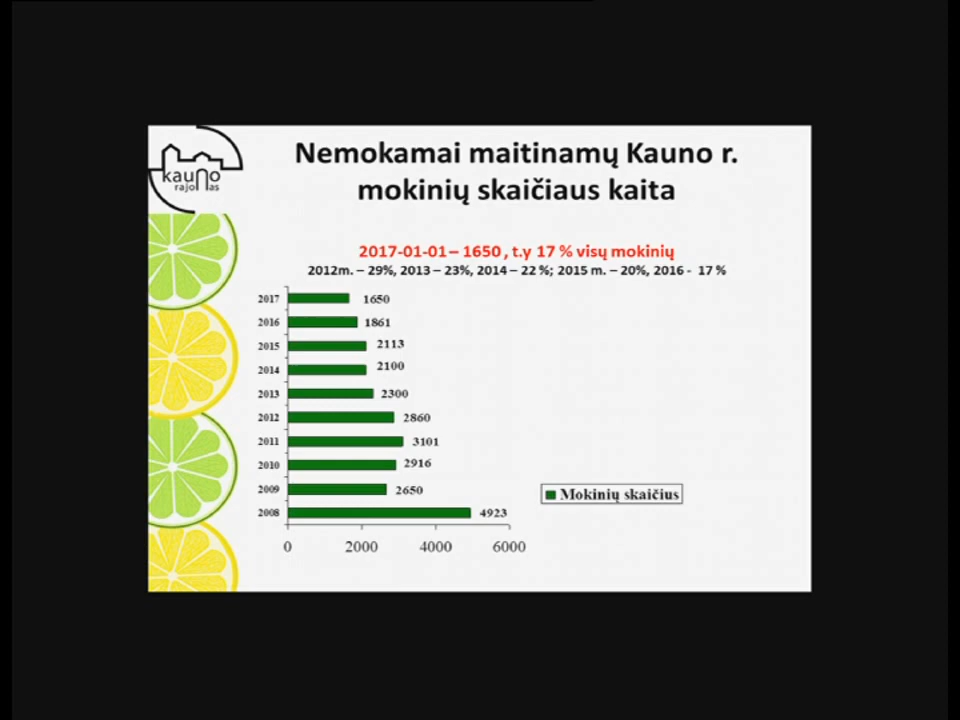 kauno
rajonas
Nemokamai maitinamų Kauno r.
mokinių skaičiaus kaita
2017-01-01 – 1650 , t.y 17 % visų mokinių
2012m. – 29%, 2013 – 23%, 2014 – 22 %; 2015 m. – 20%, 2016 - 17 %
2017 1650
2016 1861
2015 2113
2014 2100
2013 2300
2012 2860
2011 3101
2010 2916
2009 2650
2008 4923
Mokinių skaičius
0 2000 4000 6000